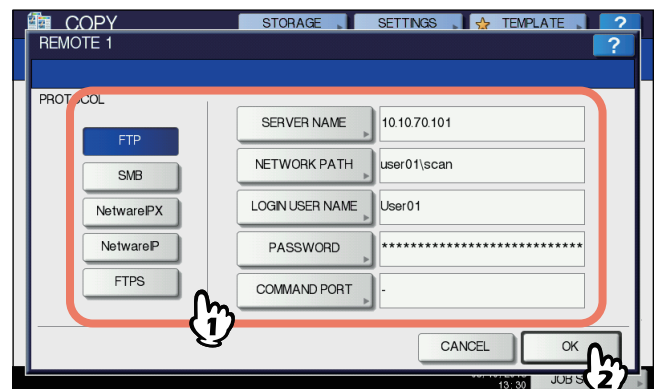 COPY
STORAGE
SETTINGS
TEMPLATE
?
REMOTE 1
?
PROTOCOL
FTP
SMB
NetwareIPX
NetwareIP
FTPS
SERVER NAME
10.10.70.101
NETWORK PATH
user01\scan
LOGIN USER NAME
User01
PASSWORD
****************************
COMMAND PORT
-
1
CANCEL
OK
2
13:30
JOB S